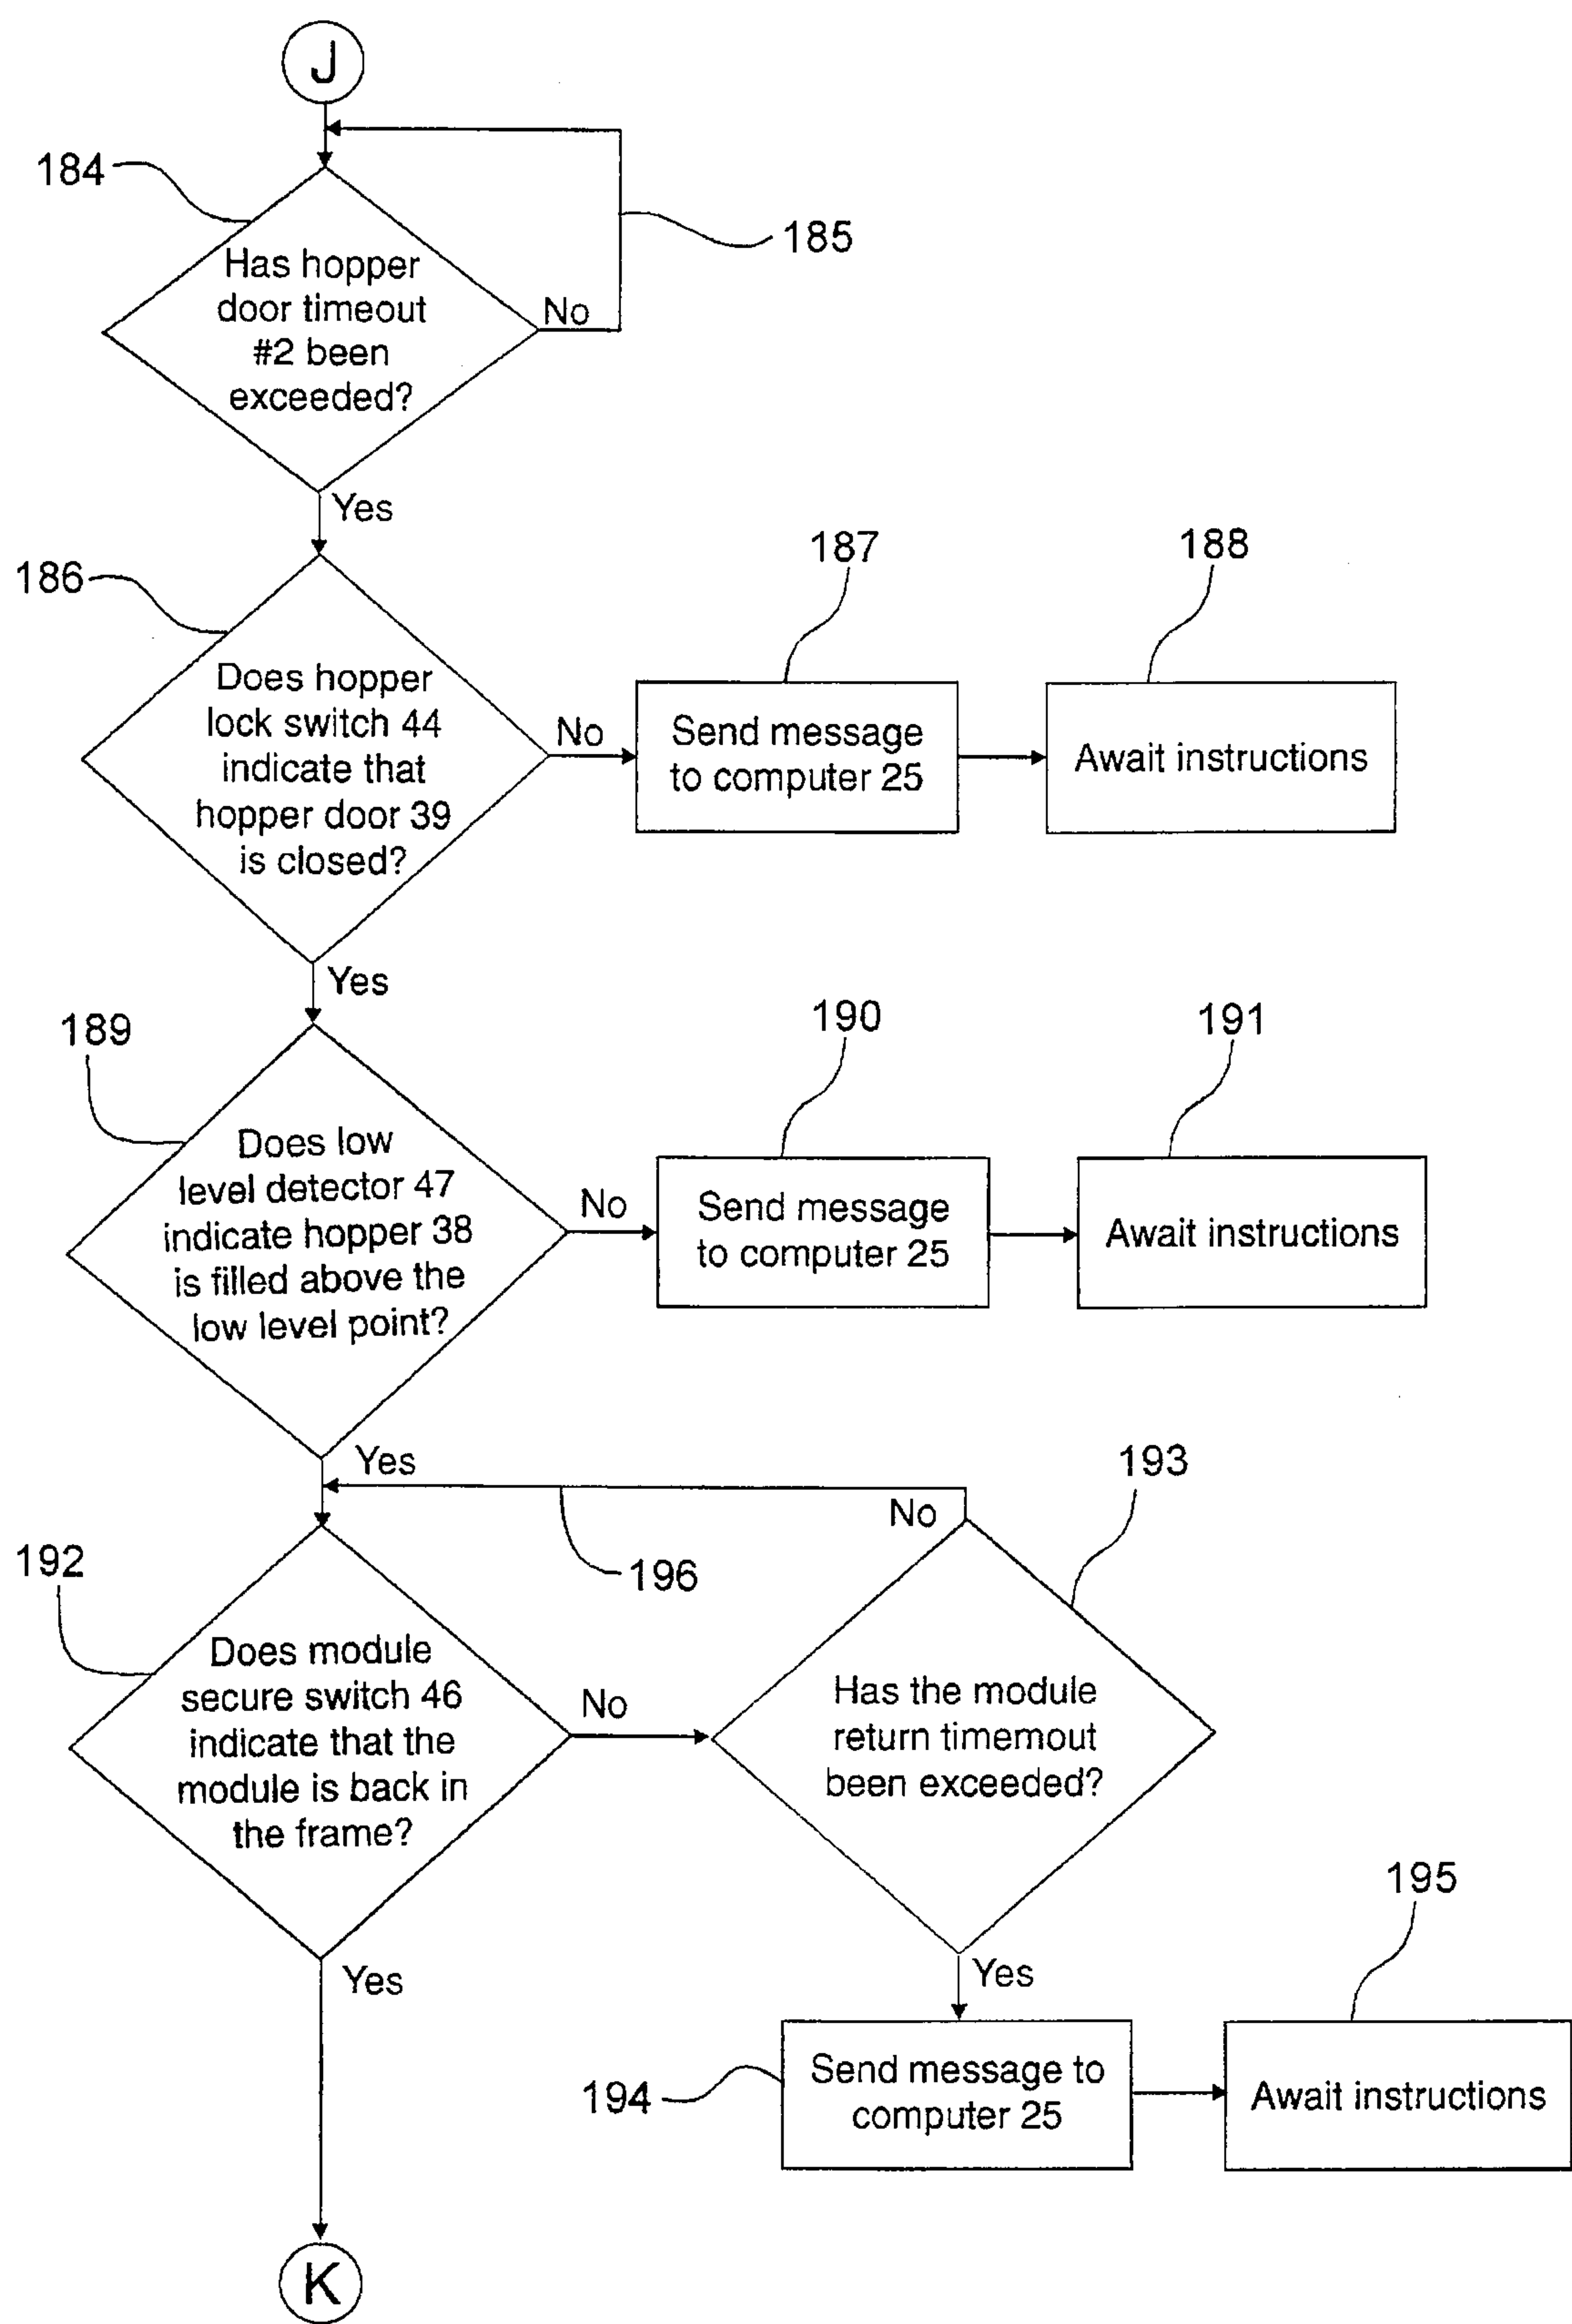 J
184
Has hopper
door timeout
#2 been
exceeded?
No
185
Yes
186
Does hopper
lock switch 44
indicate that
hopper door 39
is closed?
No
187
Send message
to computer 25
188
Await instructions
Yes
189
Does low
level detector 47
indicate hopper 38
is filled above the
low level point?
No
190
Send message
to computer 25
191
Await instructions
Yes
192
Does module
secure switch 46
indicate that the
module is back in
the frame?
No
196
No
193
Has the module
return timemout
been exceeded?
Yes
194
Send message to
computer 25
195
Await instructions
Yes
K